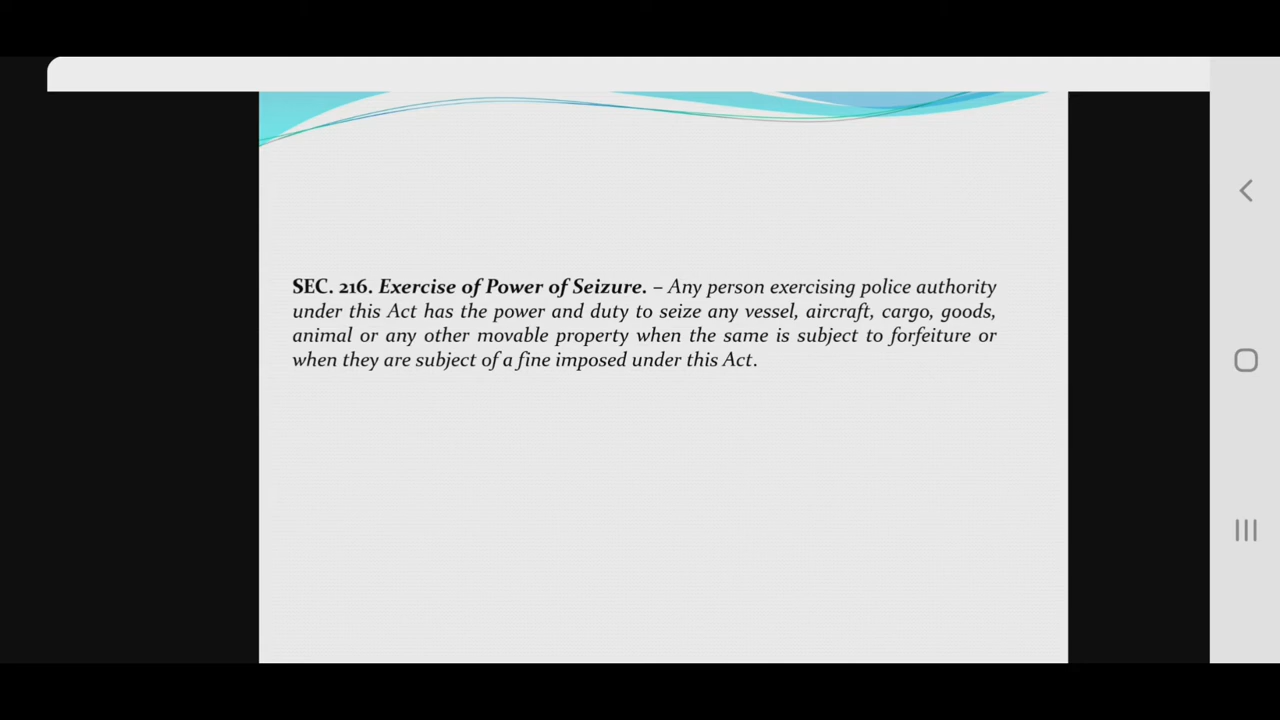 SEC. 216. Exercise of Power of Seizure. – Any person exercising police authority
under this Act has the power and duty to seize any vessel, aircraft, cargo, goods,
animal or any other movable property when the same is subject to forfeiture or
when they are subject of a fine imposed under this Act.